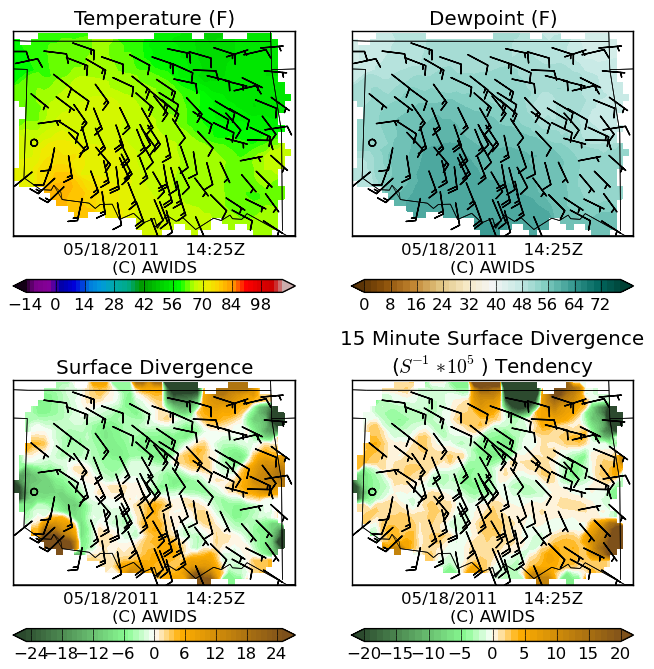 Temperature (F)
Dewpoint (F)
05/18/2011 14:25Z
(C) AWIDS
05/18/2011 14:25Z
(C) AWIDS
−14 0 14 28 42 56 70 84 98
0 8 16 24 32 40 48 56 64 72
Surface Divergence
15 Minute Surface Divergence
(S⁻¹ *10⁵ ) Tendency
05/18/2011 14:25Z
(C) AWIDS
05/18/2011 14:25Z
(C) AWIDS
−24 −18 −12 −6 0 6 12 18 24
−20 −15 −10 −5 0 5 10 15 20